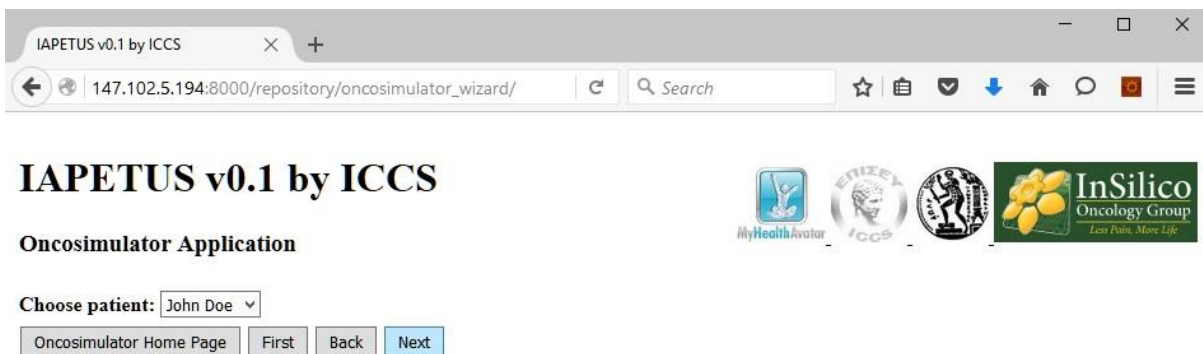 IAPETUS v0.1 by ICCS
147.102.5.194:8000/repository/oncosimulator_wizard/
Search
IAPETUS v0.1 by ICCS
MyHealthAvatar
ΕΠΙΣΕΥ
ICCS
InSilico
Oncology Group
Less Pain, More Life
Oncosimulator Application
Choose patient: John Doe
Oncosimulator Home Page First Back Next